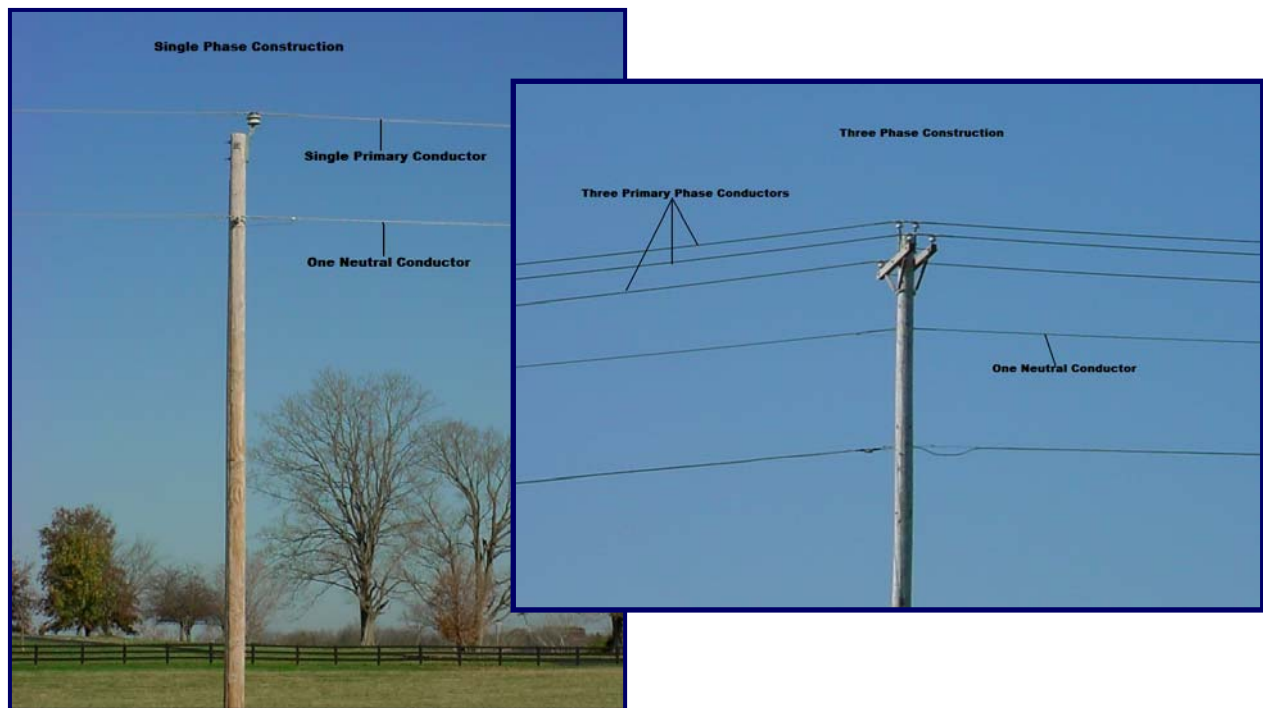 Single Phase Construction
Single Primary Conductor
One Neutral Conductor
Three Phase Construction
Three Primary Phase Conductors
One Neutral Conductor